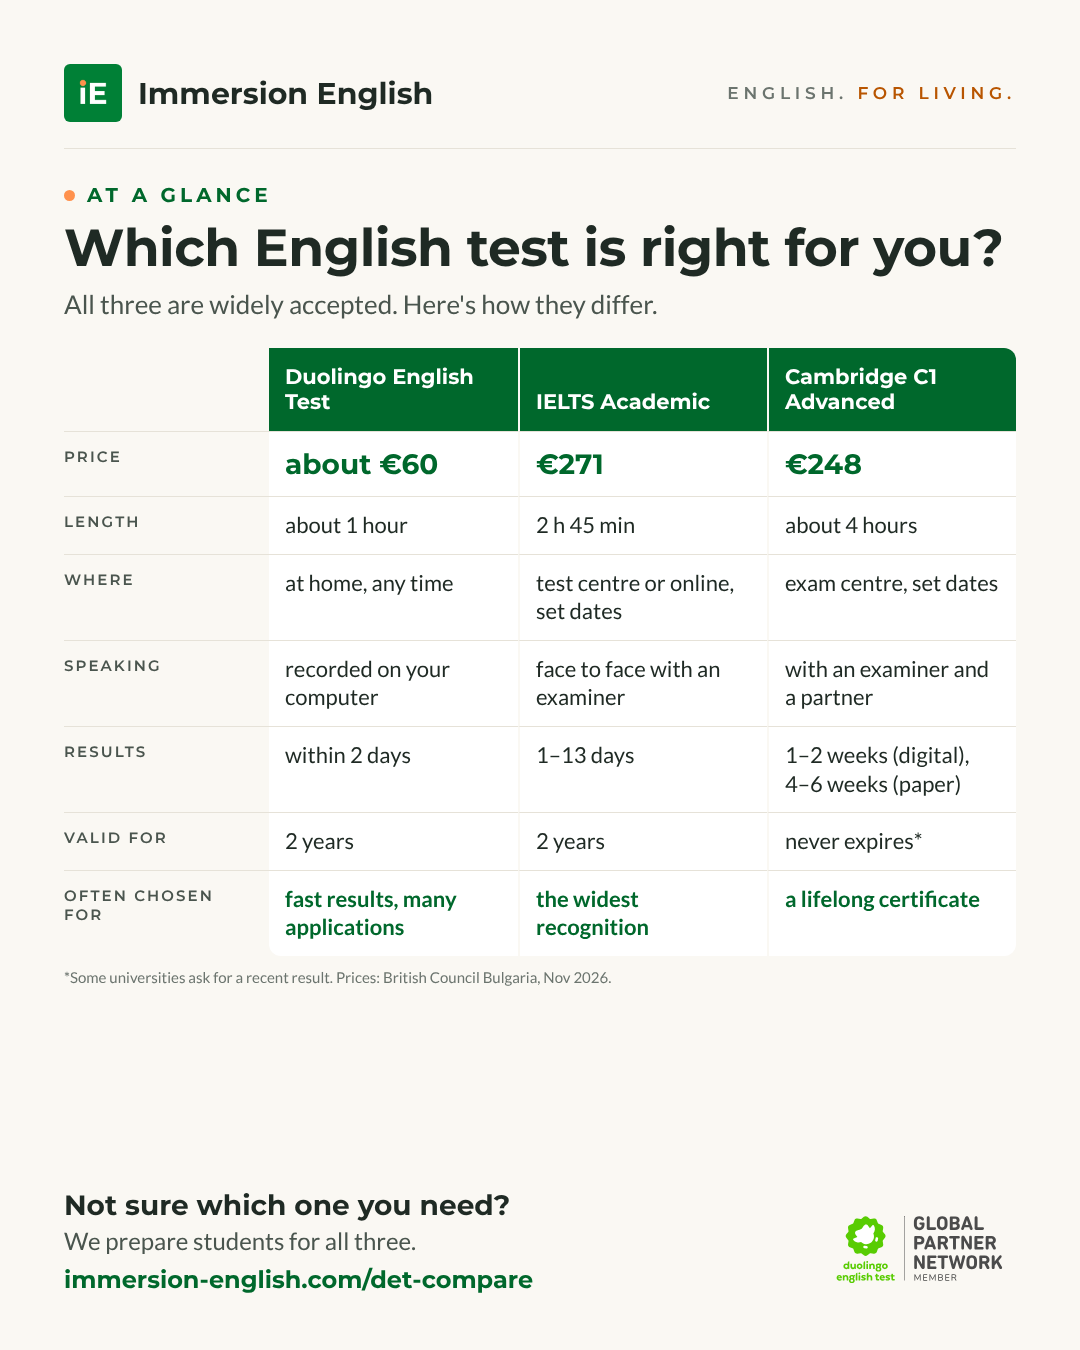 iE Immersion English
ENGLISH. FOR LIVING.
AT A GLANCE
Which English test is right for you?
All three are widely accepted. Here's how they differ.
Duolingo English
Test
IELTS Academic
Cambridge C1
Advanced
PRICE
about €60
€271
€248
LENGTH
about 1 hour
2 h 45 min
about 4 hours
WHERE
at home, any time
test centre or online,
set dates
exam centre, set dates
SPEAKING
recorded on your
computer
face to face with an
examiner
with an examiner and
a partner
RESULTS
within 2 days
1–13 days
1–2 weeks (digital),
4–6 weeks (paper)
VALID FOR
2 years
2 years
never expires*
OFTEN CHOSEN
FOR
fast results, many
applications
the widest
recognition
a lifelong certificate
*Some universities ask for a recent result. Prices: British Council Bulgaria, Nov 2026.
Not sure which one you need?
We prepare students for all three.
immersion-english.com/det-compare
duolingo
english test
GLOBAL
PARTNER
NETWORK
MEMBER